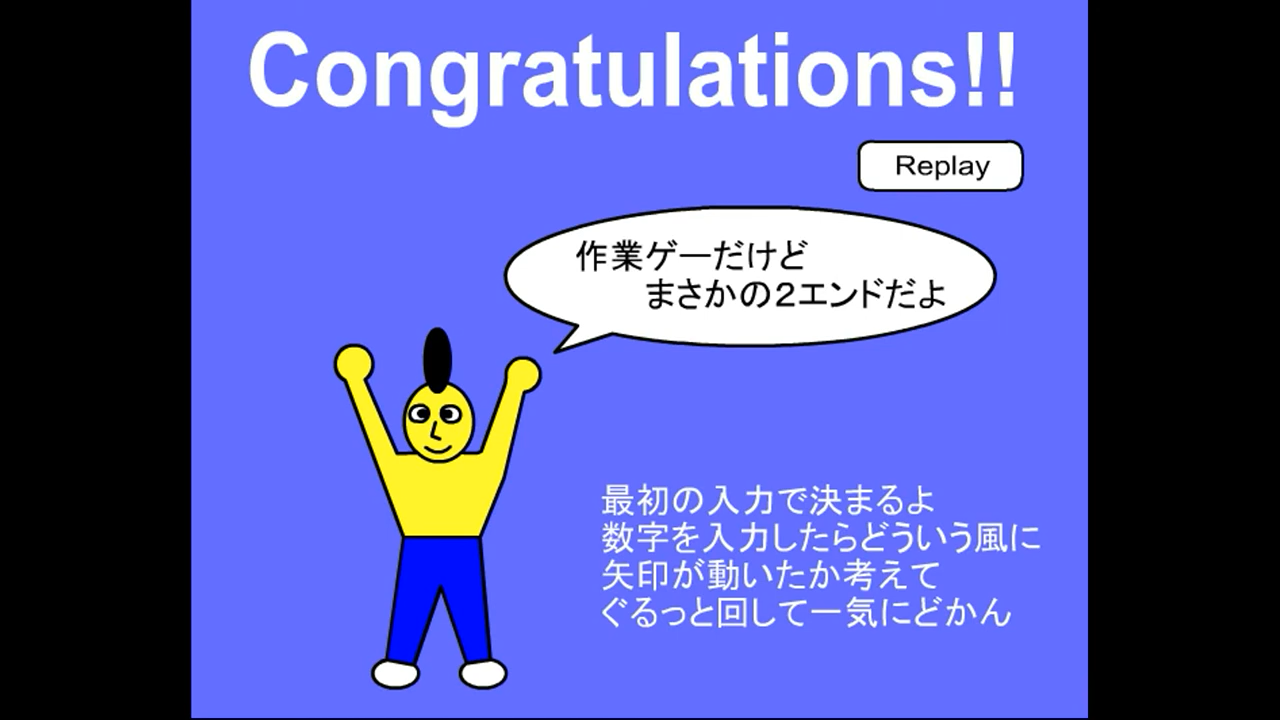 Congratulations!!
Replay
作業ゲーだけど
まさかの２エンドだよ
最初の入力で決まるよ
数字を入力したらどういう風に
矢印が動いたか考えて
ぐるっと回して一気にどかん